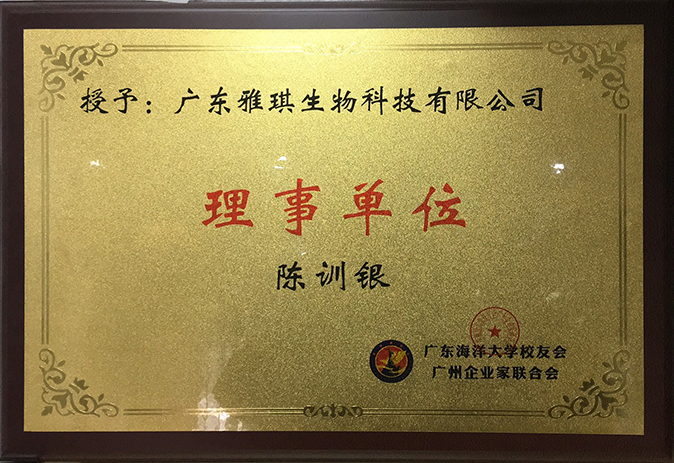 授予：广东雅琪生物科技有限公司
理事单位
陈训银
广东海洋大学校友会
广州企业家联合会